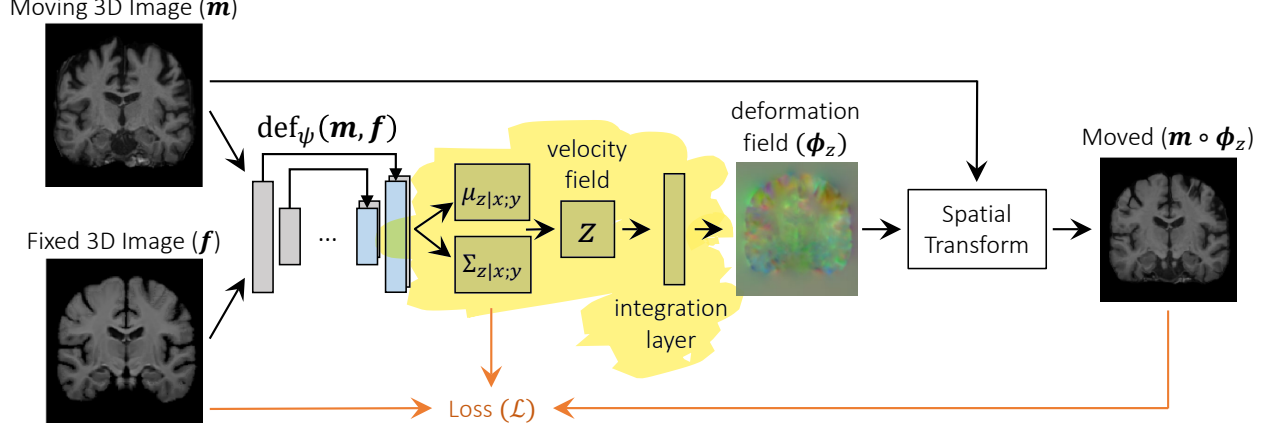 Moving 3D Image (m)
def_ψ(m, f)
Fixed 3D Image (f)
...
μ_z|x;y
Σ_z|x;y
velocity
field
z
integration
layer
deformation
field (ϕ_z)
Spatial
Transform
Moved (m ∘ ϕ_z)
Loss (ℒ)